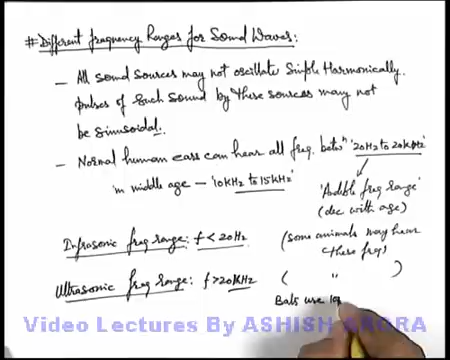 # Different frequency Ranges for Sound Waves:
– All sound sources may not oscillate Simple Harmonically.
pulses of such sound by these sources may not
be sinusoidal.
– Normal human ears can hear all freq. betwn '20Hz to 20kHz'
in middle age – '10kHz to 15kHz'
'Audible freq range'
(dec with age)
Infrasonic freq range: f < 20Hz (some animals may hear
these freqs)
Ultrasonic freq range: f > 20kHz ( " )
Bats use
Video Lectures By ASHISH ARORA